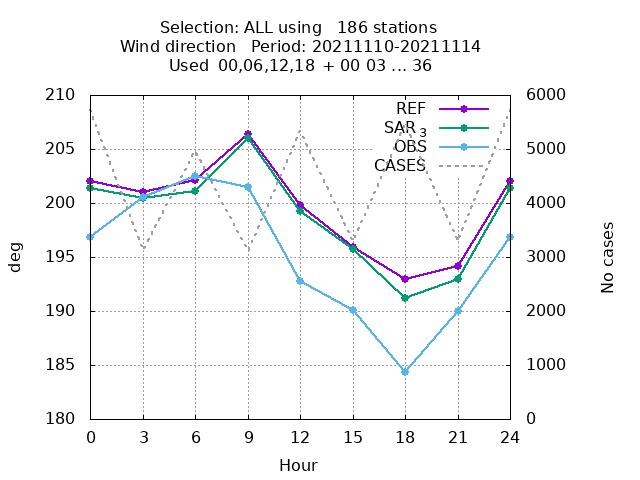 Selection: ALL using   186 stations
Wind direction   Period: 20211110-20211114
Used  00,06,12,18  + 00 03 ... 36
REF
SAR 3
OBS
CASES
210
205
200
195
190
185
180
6000
5000
4000
3000
2000
1000
0
deg
No cases
0 3 6 9 12 15 18 21 24
Hour